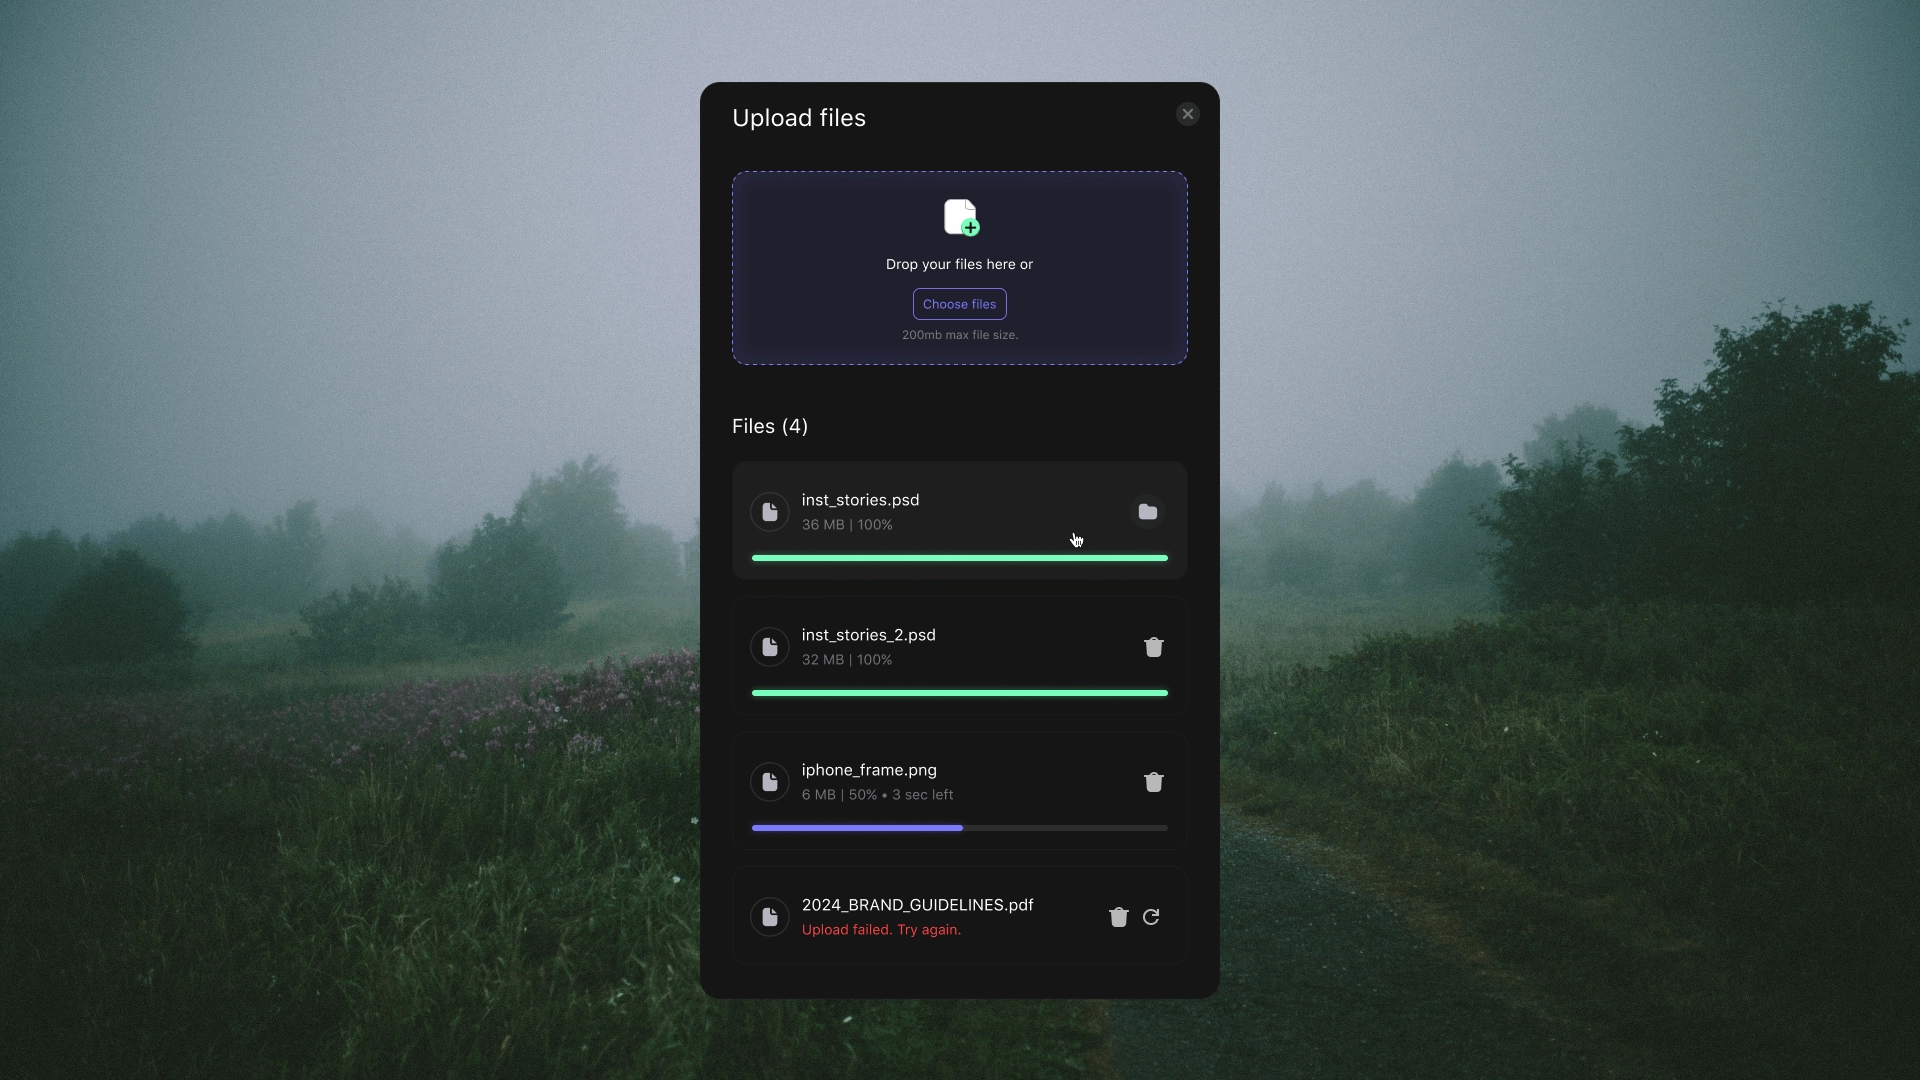 Upload files
Drop your files here or
Choose files
200mb max file size.
Files (4)
inst_stories.psd
36 MB | 100%
inst_stories_2.psd
32 MB | 100%
iphone_frame.png
6 MB | 50% • 3 sec left
2024_BRAND_GUIDELINES.pdf
Upload failed. Try again.